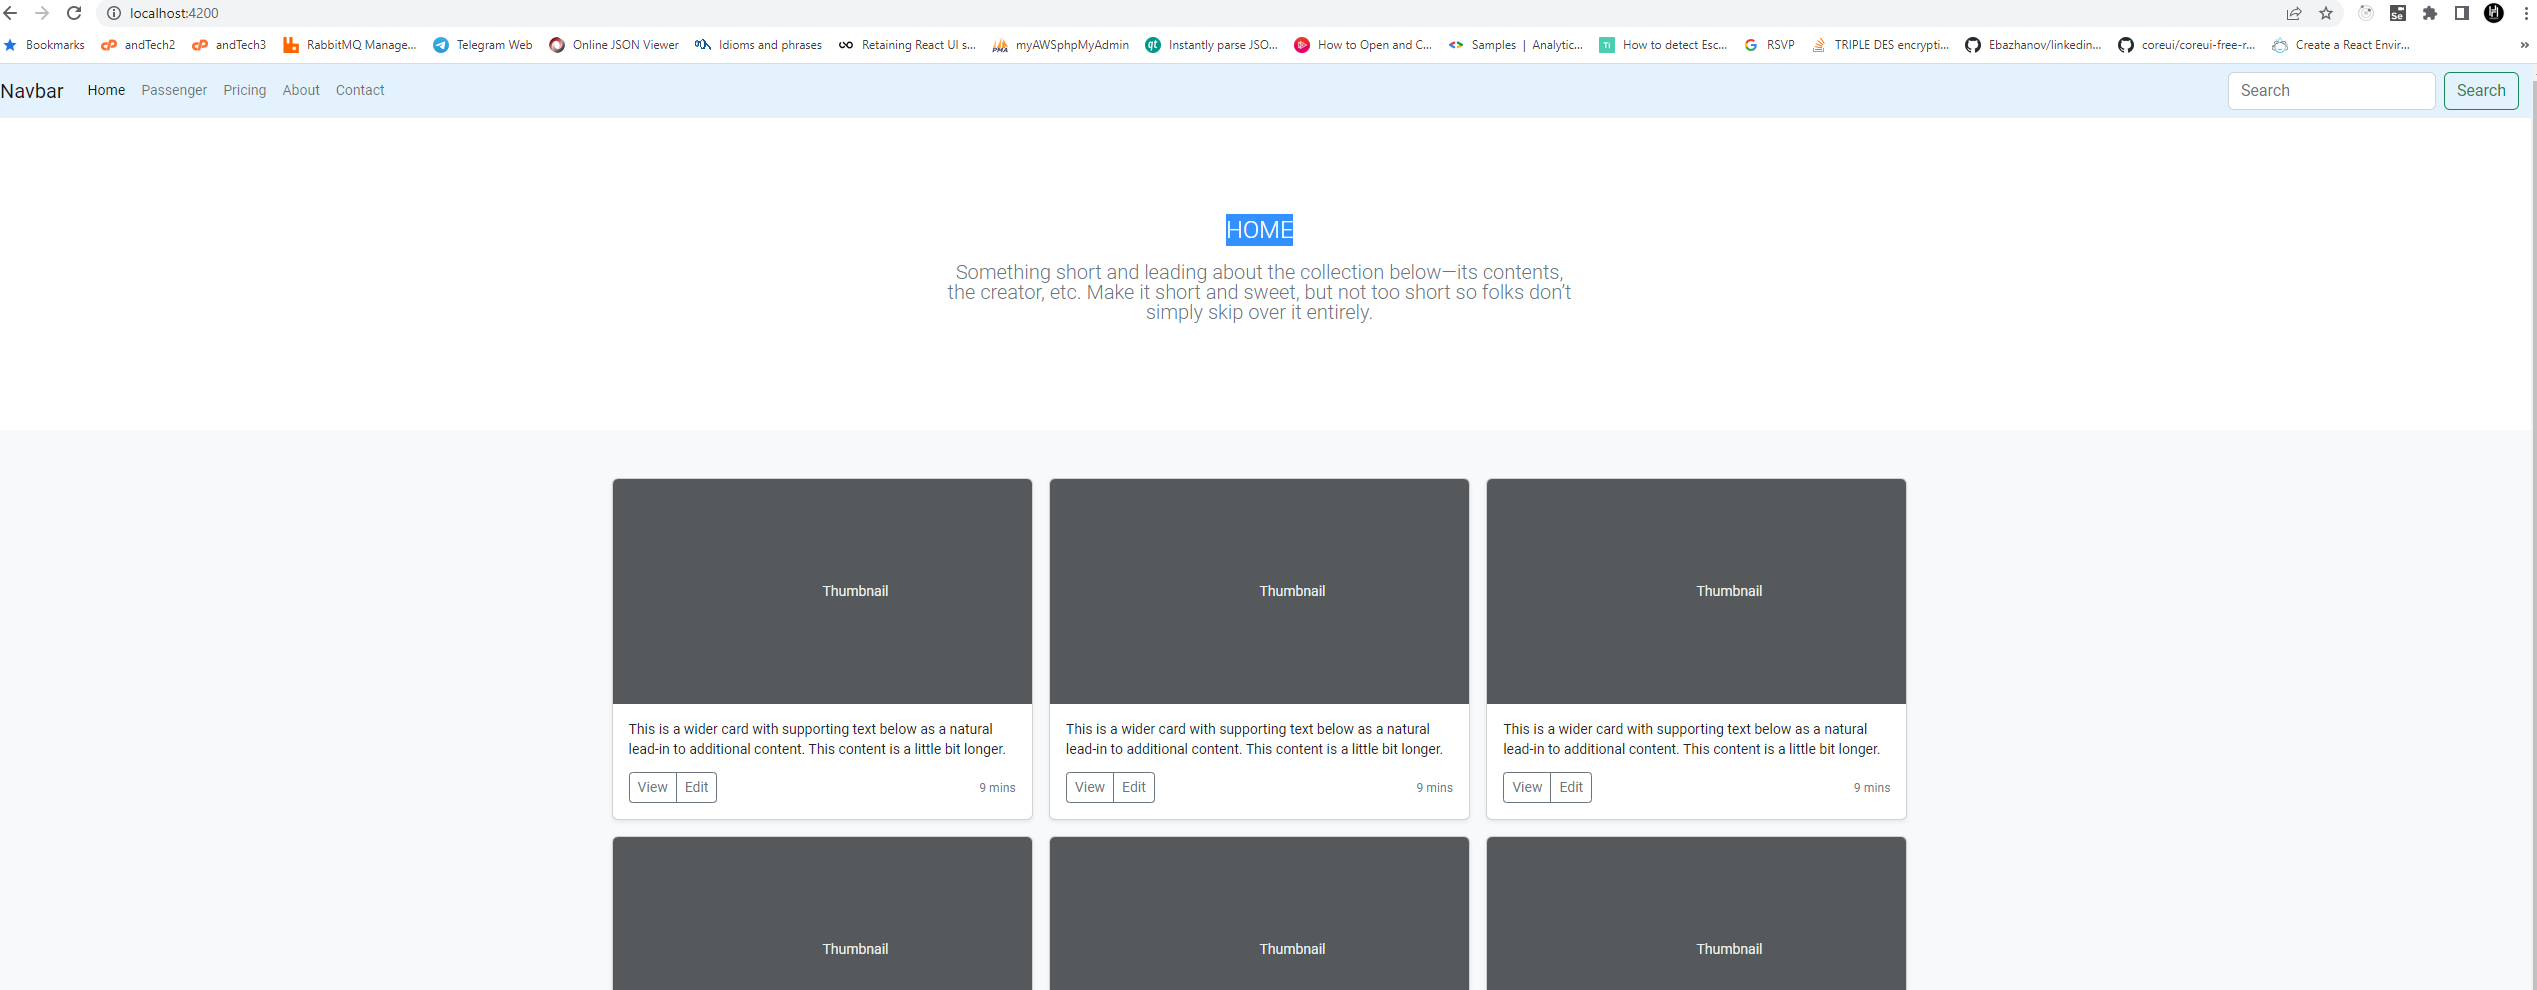 localhost:4200
Bookmarks andTech2 andTech3 RabbitMQ Manage... Telegram Web Online JSON Viewer Idioms and phrases Retaining React UI s... PMA myAWSphpMyAdmin qt Instantly parse JSO... How to Open and C... Samples | Analytic... Ti How to detect Esc... RSVP TRIPLE DES encrypti... Ebazhanov/linkedin... coreui/coreui-free-r... Create a React Envir... »
Navbar Home Passenger Pricing About Contact Search Search
HOME
Something short and leading about the collection below—its contents,
the creator, etc. Make it short and sweet, but not too short so folks don’t
simply skip over it entirely.
Thumbnail Thumbnail Thumbnail
This is a wider card with supporting text below as a natural
lead-in to additional content. This content is a little bit longer.
View Edit 9 mins
This is a wider card with supporting text below as a natural
lead-in to additional content. This content is a little bit longer.
View Edit 9 mins
This is a wider card with supporting text below as a natural
lead-in to additional content. This content is a little bit longer.
View Edit 9 mins
Thumbnail Thumbnail Thumbnail